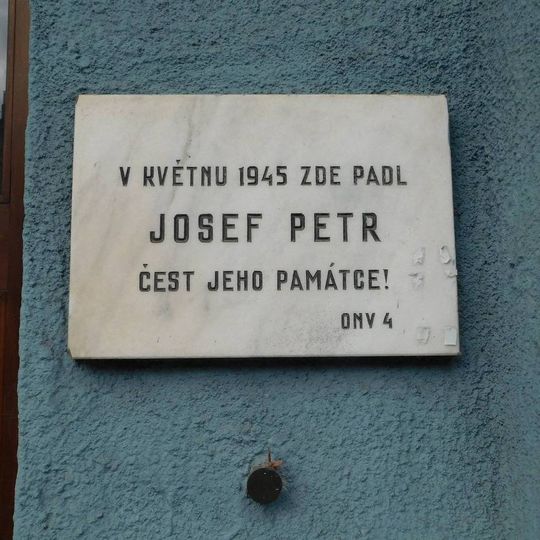 V KVĚTNU 1945 ZDE PADL
JOSEF PETR
ČEST JEHO PAMÁTCE!
ONV 4